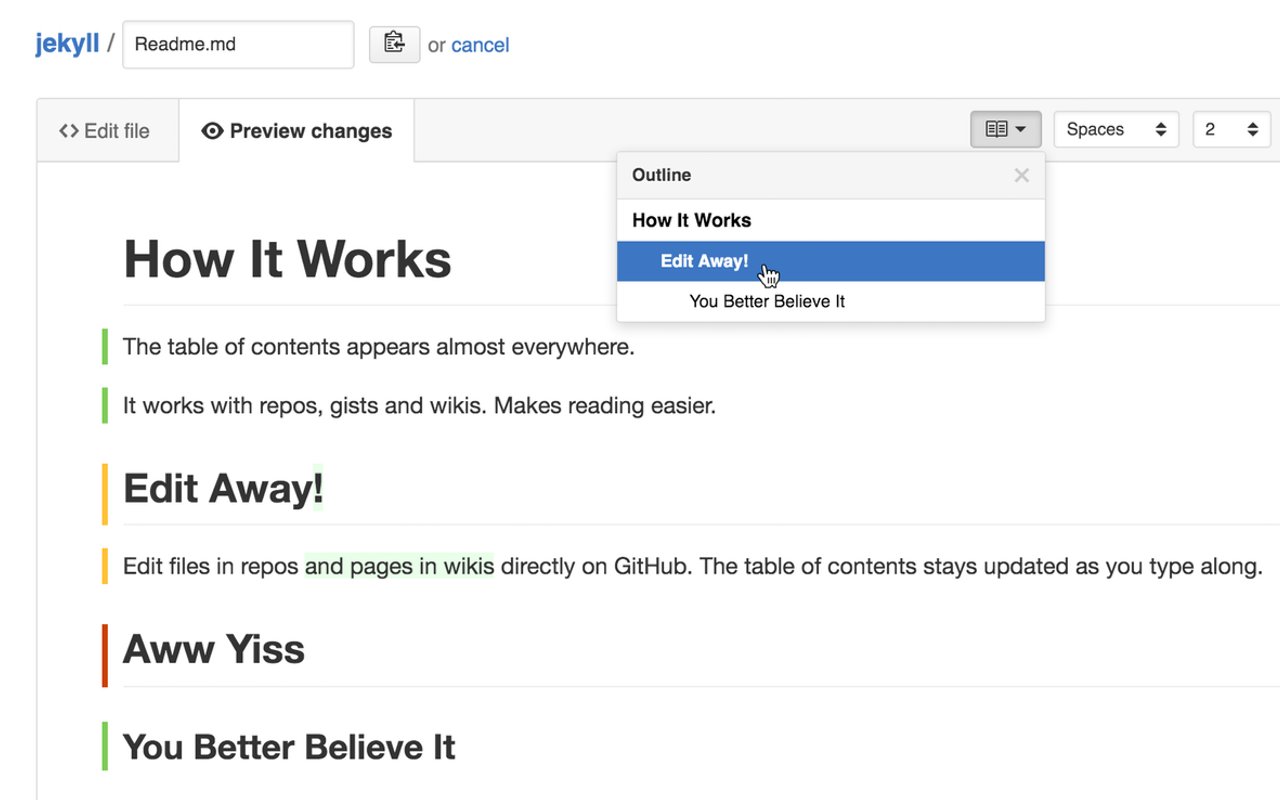 jekyll / Readme.md or cancel
<> Edit file Preview changes Spaces 2
Outline ×
How It Works
Edit Away!
You Better Believe It
How It Works
The table of contents appears almost everywhere.
It works with repos, gists and wikis. Makes reading easier.
Edit Away!
Edit files in repos and pages in wikis directly on GitHub. The table of contents stays updated as you type along.
Aww Yiss
You Better Believe It